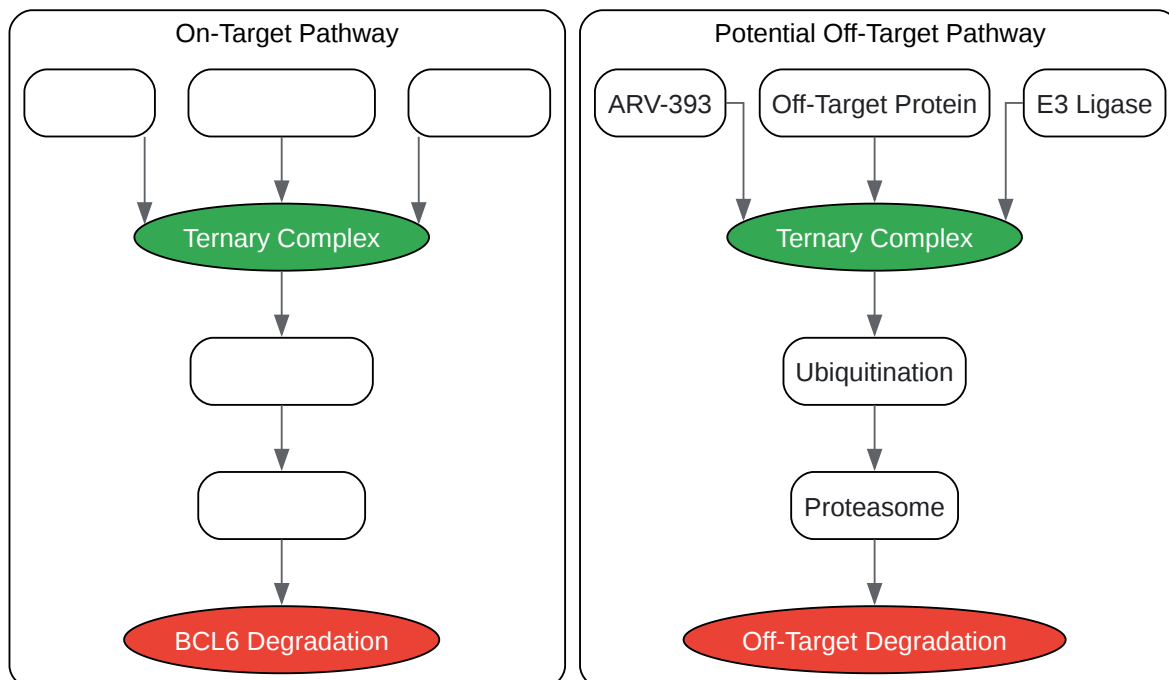 On-Target Pathway
Ternary Complex
BCL6 Degradation
Potential Off-Target Pathway
ARV-393
Off-Target Protein
E3 Ligase
Ternary Complex
Ubiquitination
Proteasome
Off-Target Degradation